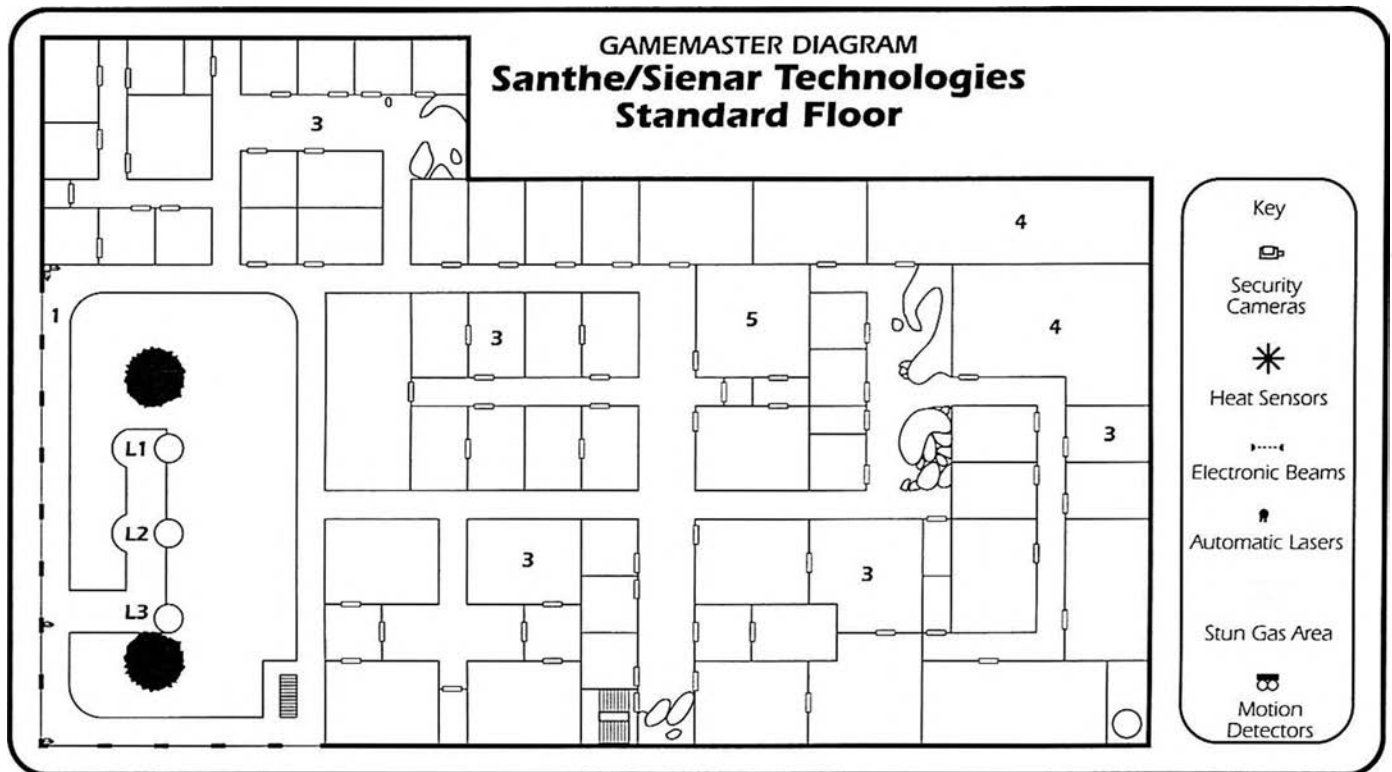 GAMEMASTER DIAGRAM
Santhe/Sienar Technologies
Standard Floor
3
4
1
3
5
4
L1
3
L2
3
3
L3
Key
Security
Cameras
Heat Sensors
Electronic Beams
Automatic Lasers
Stun Gas Area
Motion
Detectors